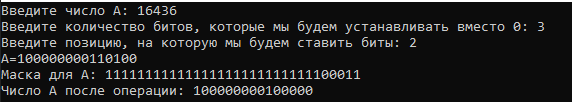 Введите число A: 16436
Введите количество битов, которые мы будем устанавливать вместо 0: 3
Введите позицию, на которую мы будем ставить биты: 2
A=100000000110100
Маска для A: 11111111111111111111111111100011
Число A после операции: 100000000100000